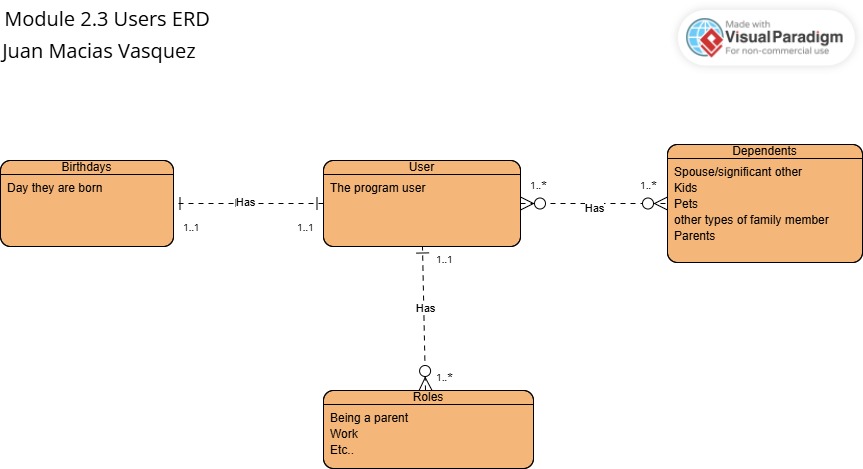 Module 2.3 Users ERD
Juan Macias Vasquez
Made with
VisualParadigm
For non-commercial use
Birthdays
Day they are born
Has
1..1
1..1
User
The program user
1..*
1..*
Has
Dependents
Spouse/significant other
Kids
Pets
other types of family member
Parents
1..1
Has
1..*
Roles
Being a parent
Work
Etc..